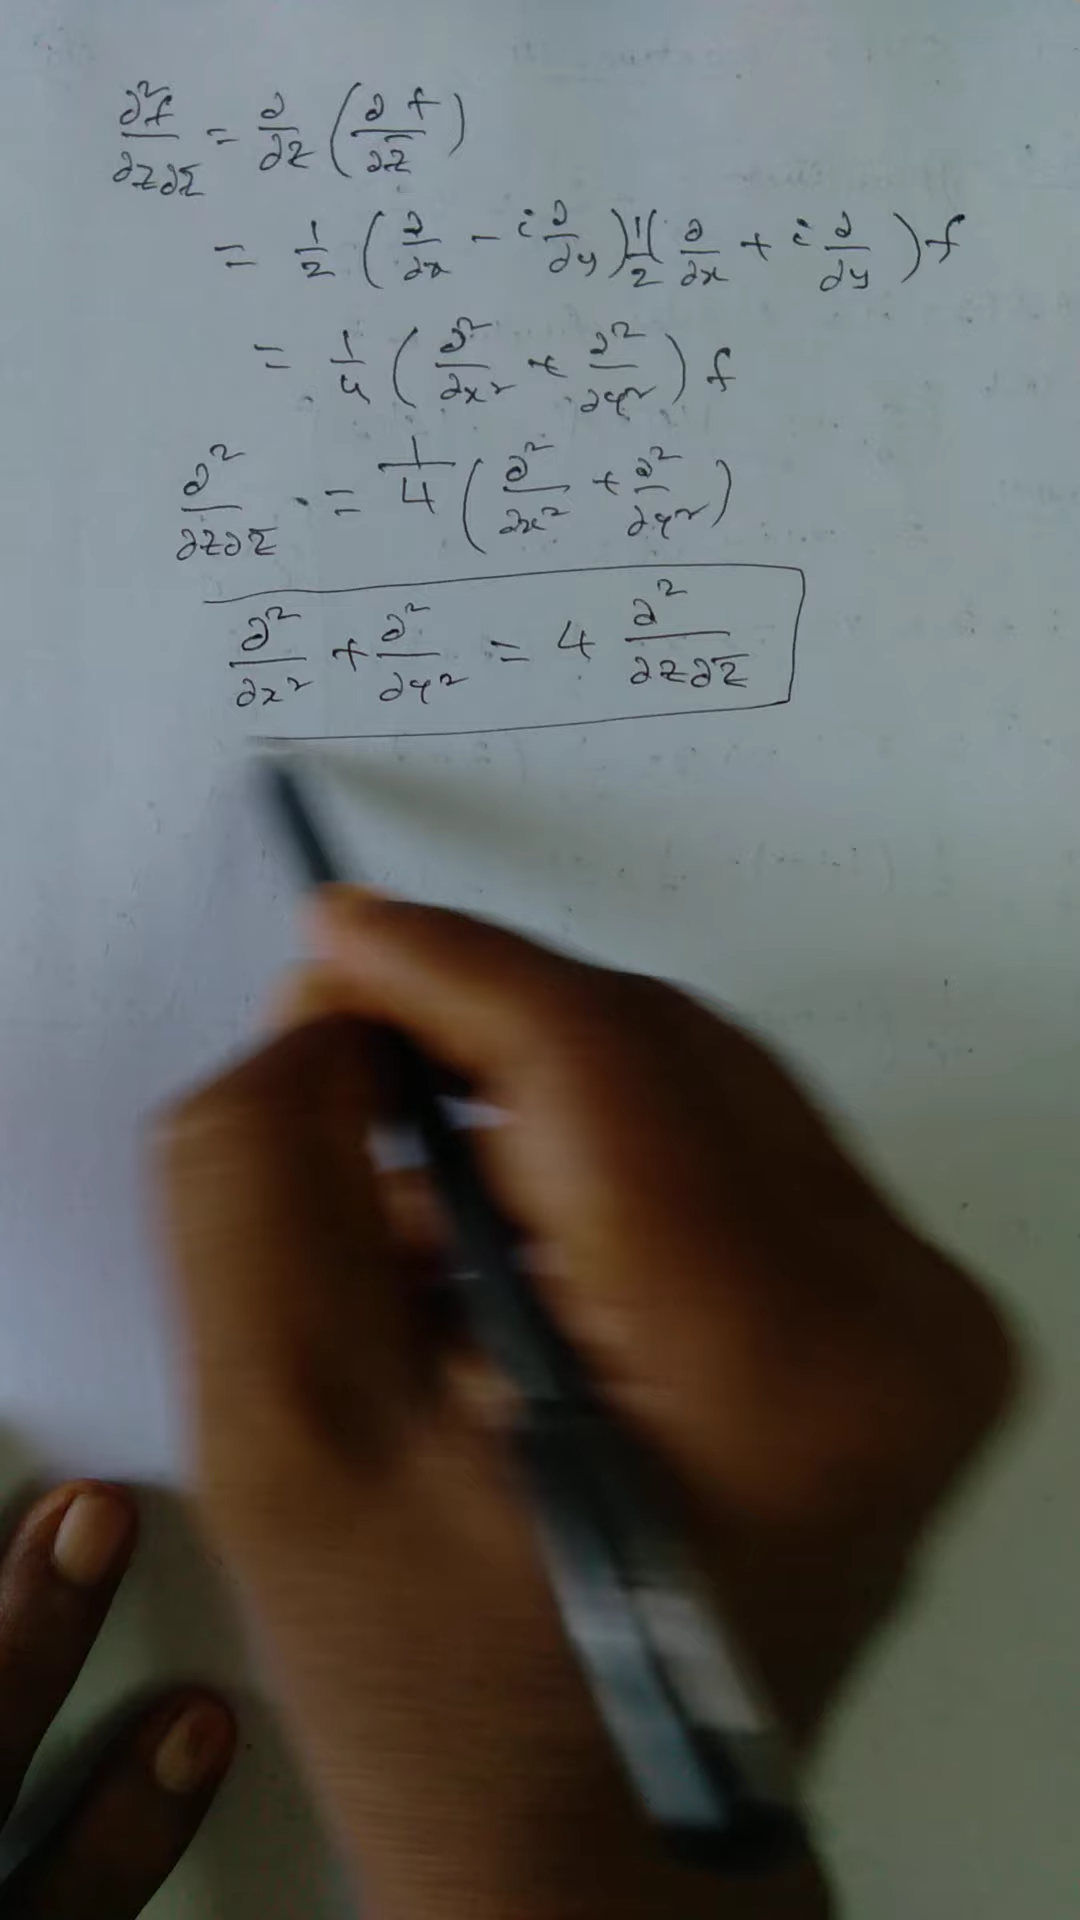 ∂²f/∂z∂z̅ = ∂/∂z (∂f/∂z̅)
= 1/2 (∂/∂x - i ∂/∂y) 1/2 (∂/∂x + i ∂/∂y) f
= 1/4 (∂²/∂x² + ∂²/∂y²) f
∂²/∂z∂z̅ . = 1/4 (∂²/∂x² + ∂²/∂y²)
∂²/∂x² + ∂²/∂y² = 4 ∂²/∂z∂z̅